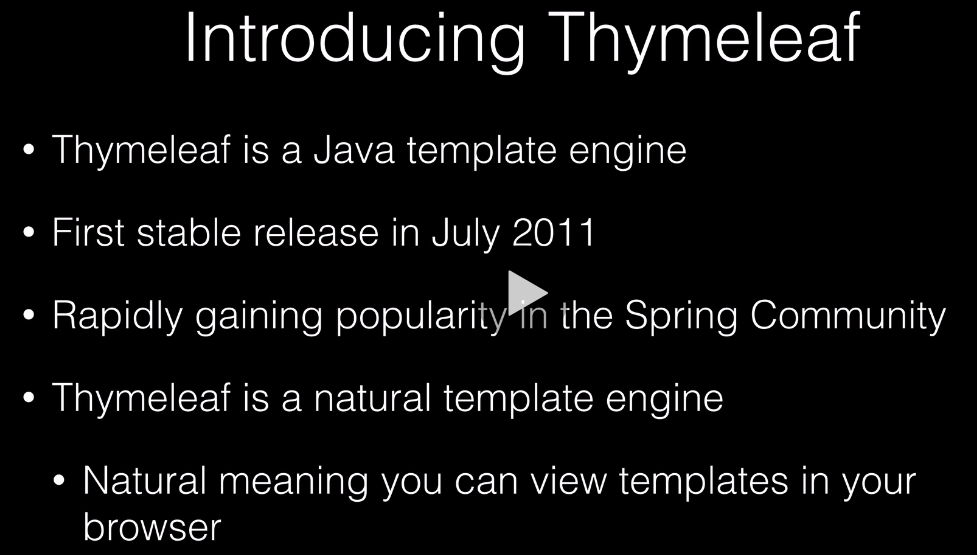 Introducing Thymeleaf
• Thymeleaf is a Java template engine
• First stable release in July 2011
• Rapidly gaining popularity in the Spring Community
• Thymeleaf is a natural template engine
• Natural meaning you can view templates in your
browser